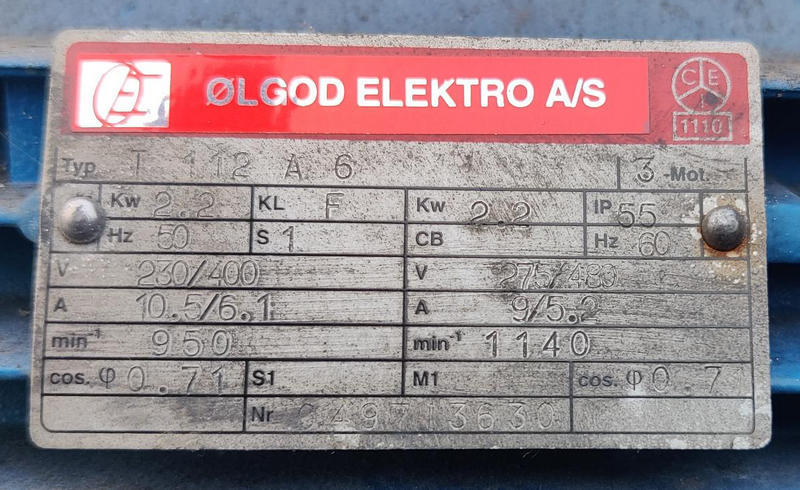 ØLGOD ELEKTRO A/S
C E
1110
Typ T 112 A 6 3 -Mot.
Kw 2.2 KL F Kw 2.2 IP 55
Hz 50 S 1 CB Hz 60
V 230/400 V 275/480
A 10.5/6.1 A 9/5.2
min-1 950 min-1 1140
cos. φ 0.71 S1 M1 cos. φ 0.7
Nr